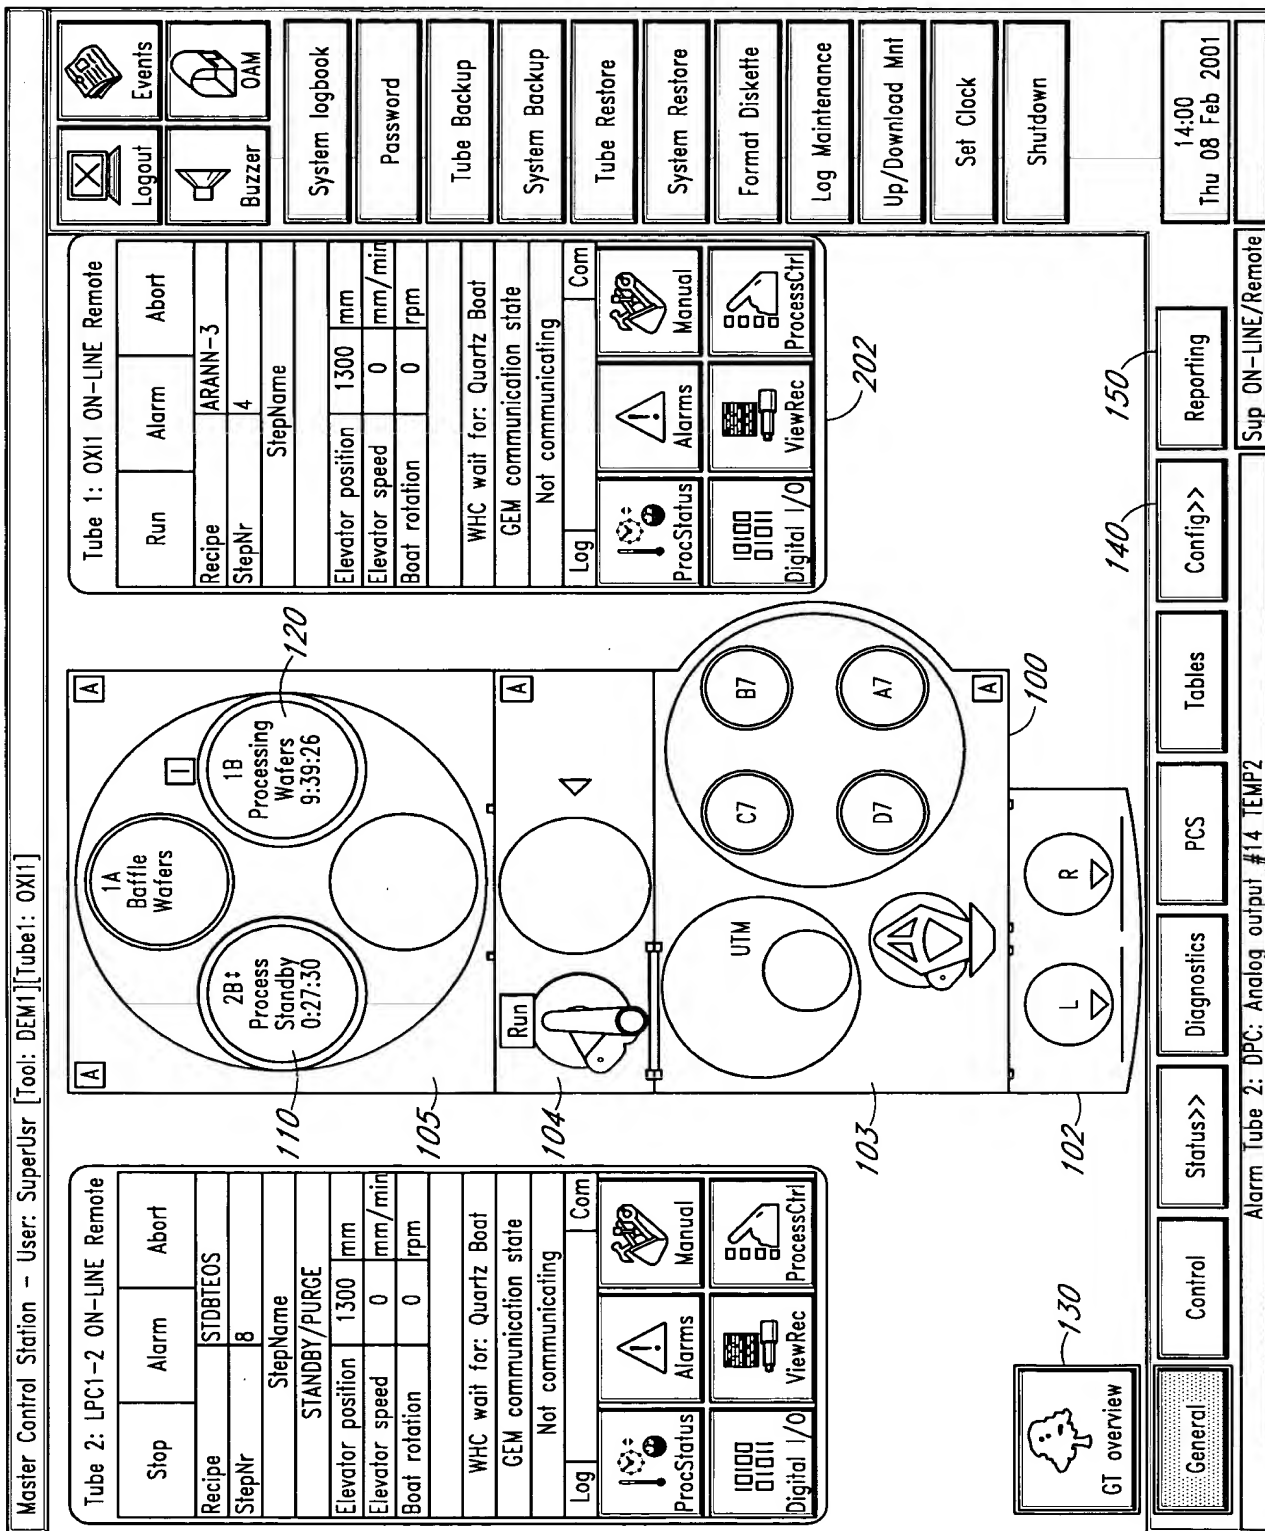 Master Control Station - User: SuperUsr [Tool: DEM1][Tube1: OXI1]
Tube 2: LPC1-2 ON-LINE Remote
Stop
Alarm
Abort
Recipe
STDBTEOS
StepNr
8
StepName
STANDBY/PURGE
Elevator position
1300
mm
Elevator speed
0
mm/min
Boat rotation
0
rpm
WHC wait for: Quartz Boat
GEM communication state
Not communicating
Log
Com
ProcStatus
Alarms
Manual
10100
01011
Digital I/O
ViewRec
ProcessCtrl
GT overview
130
A
A
1A
Baffle
Wafers
2B↕
Process
Standby
0:27:30
I
1B
Processing
Wafers
9:39:26
110
120
105
Run
A
104
UTM
C7
B7
D7
A7
A
103
100
L
R
102
Tube 1: OXI1 ON-LINE Remote
Run
Alarm
Abort
Recipe
ARANN-3
StepNr
4
StepName
Elevator position
1300
mm
Elevator speed
0
mm/min
Boat rotation
0
rpm
WHC wait for: Quartz Boat
GEM communication state
Not communicating
Log
Com
ProcStatus
Alarms
Manual
10100
01011
Digital I/O
ViewRec
ProcessCtrl
202
Logout
Events
Buzzer
OAM
System logbook
Password
Tube Backup
System Backup
Tube Restore
System Restore
Format Diskette
Log Maintenance
Up/Download Mnt
Set Clock
Shutdown
140
150
General
Control
Status>>
Diagnostics
PCS
Tables
Config>>
Reporting
14:00
Thu 08 Feb 2001
Alarm Tube 2: DPC: Analog output #14 TEMP2
Sup ON-LINE/Remote